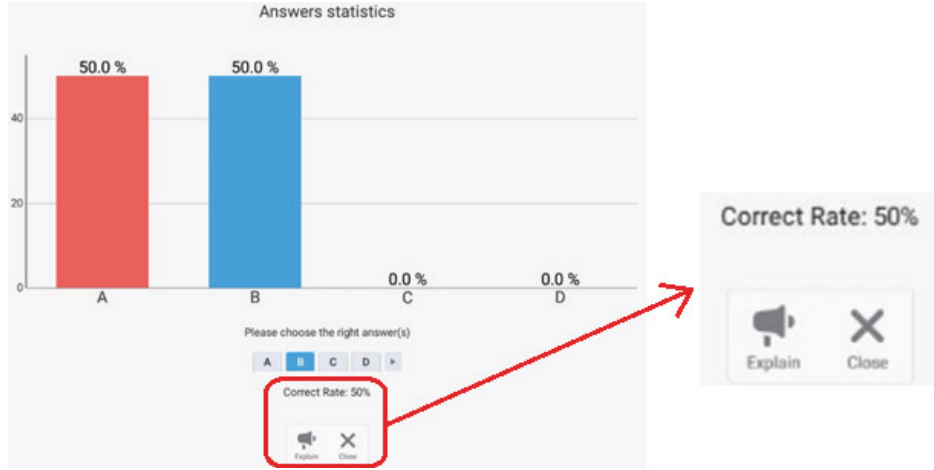 Answers statistics
50.0 % 50.0 %
40
20
0.0 % 0.0 %
0
A B C D
Please choose the right answer(s)
A B C D
Correct Rate: 50%
Explain Close
Correct Rate: 50%
Explain Close